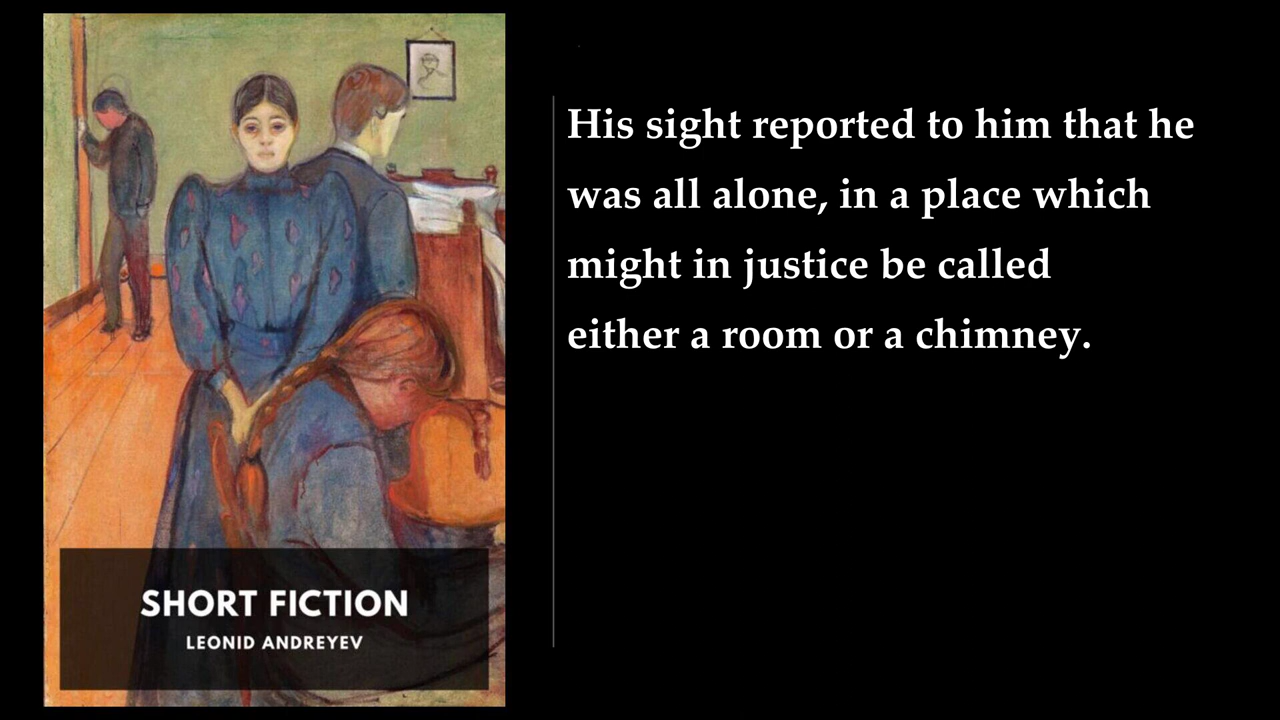 SHORT FICTION
LEONID ANDREYEV
His sight reported to him that he
was all alone, in a place which
might in justice be called
either a room or a chimney.